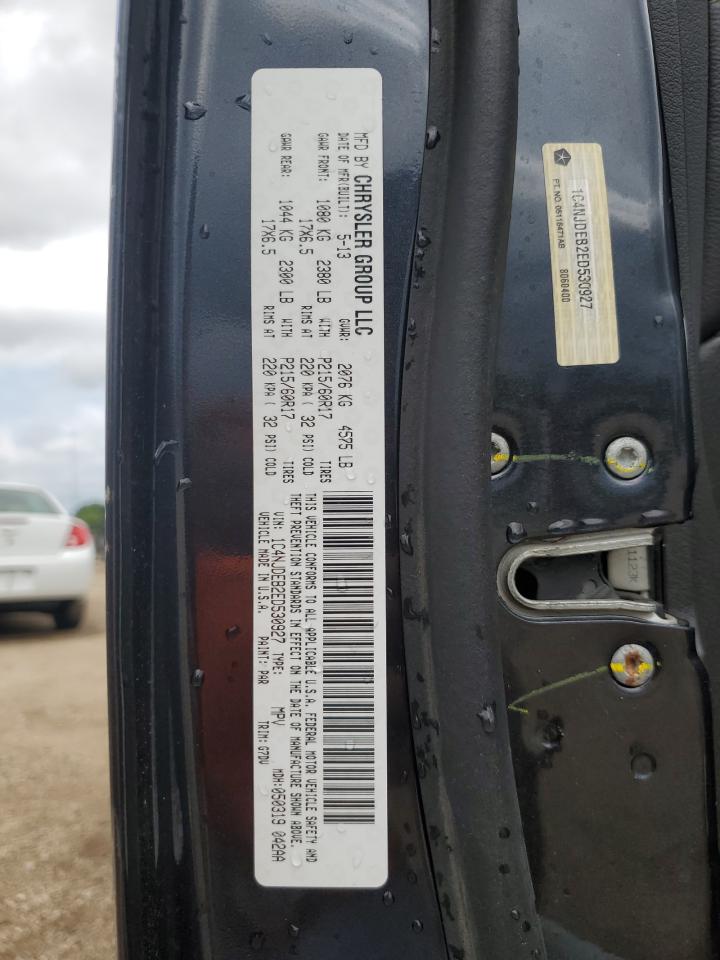 MFD BY CHRYSLER GROUP LLC
DATE OF MFR(BUILT): 5-13 GVWR: 2076 KG 4575 LB
GAWR FRONT: 1080 KG 2380 LB WITH P215/60R17 TIRES
17X6.5 RIMS AT 220 KPA ( 32 PSI) COLD
GAWR REAR: 1044 KG 2300 LB WITH P215/60R17 TIRES
17X6.5 RIMS AT 220 KPA ( 32 PSI) COLD
THIS VEHICLE CONFORMS TO ALL APPLICABLE U.S.A. FEDERAL MOTOR VEHICLE SAFETY AND
THEFT PREVENTION STANDARDS IN EFFECT ON THE DATE OF MANUFACTURE SHOWN ABOVE.
VIN: 1C4NJDEB2ED530927 TYPE: MPV MDH:050319 042AA
VEHICLE MADE IN U.S.A. PAINT: PAR TRIM: G7DV
1C4NJDEB2ED530927
PT. NO. 05116471AB 8060400
1123K